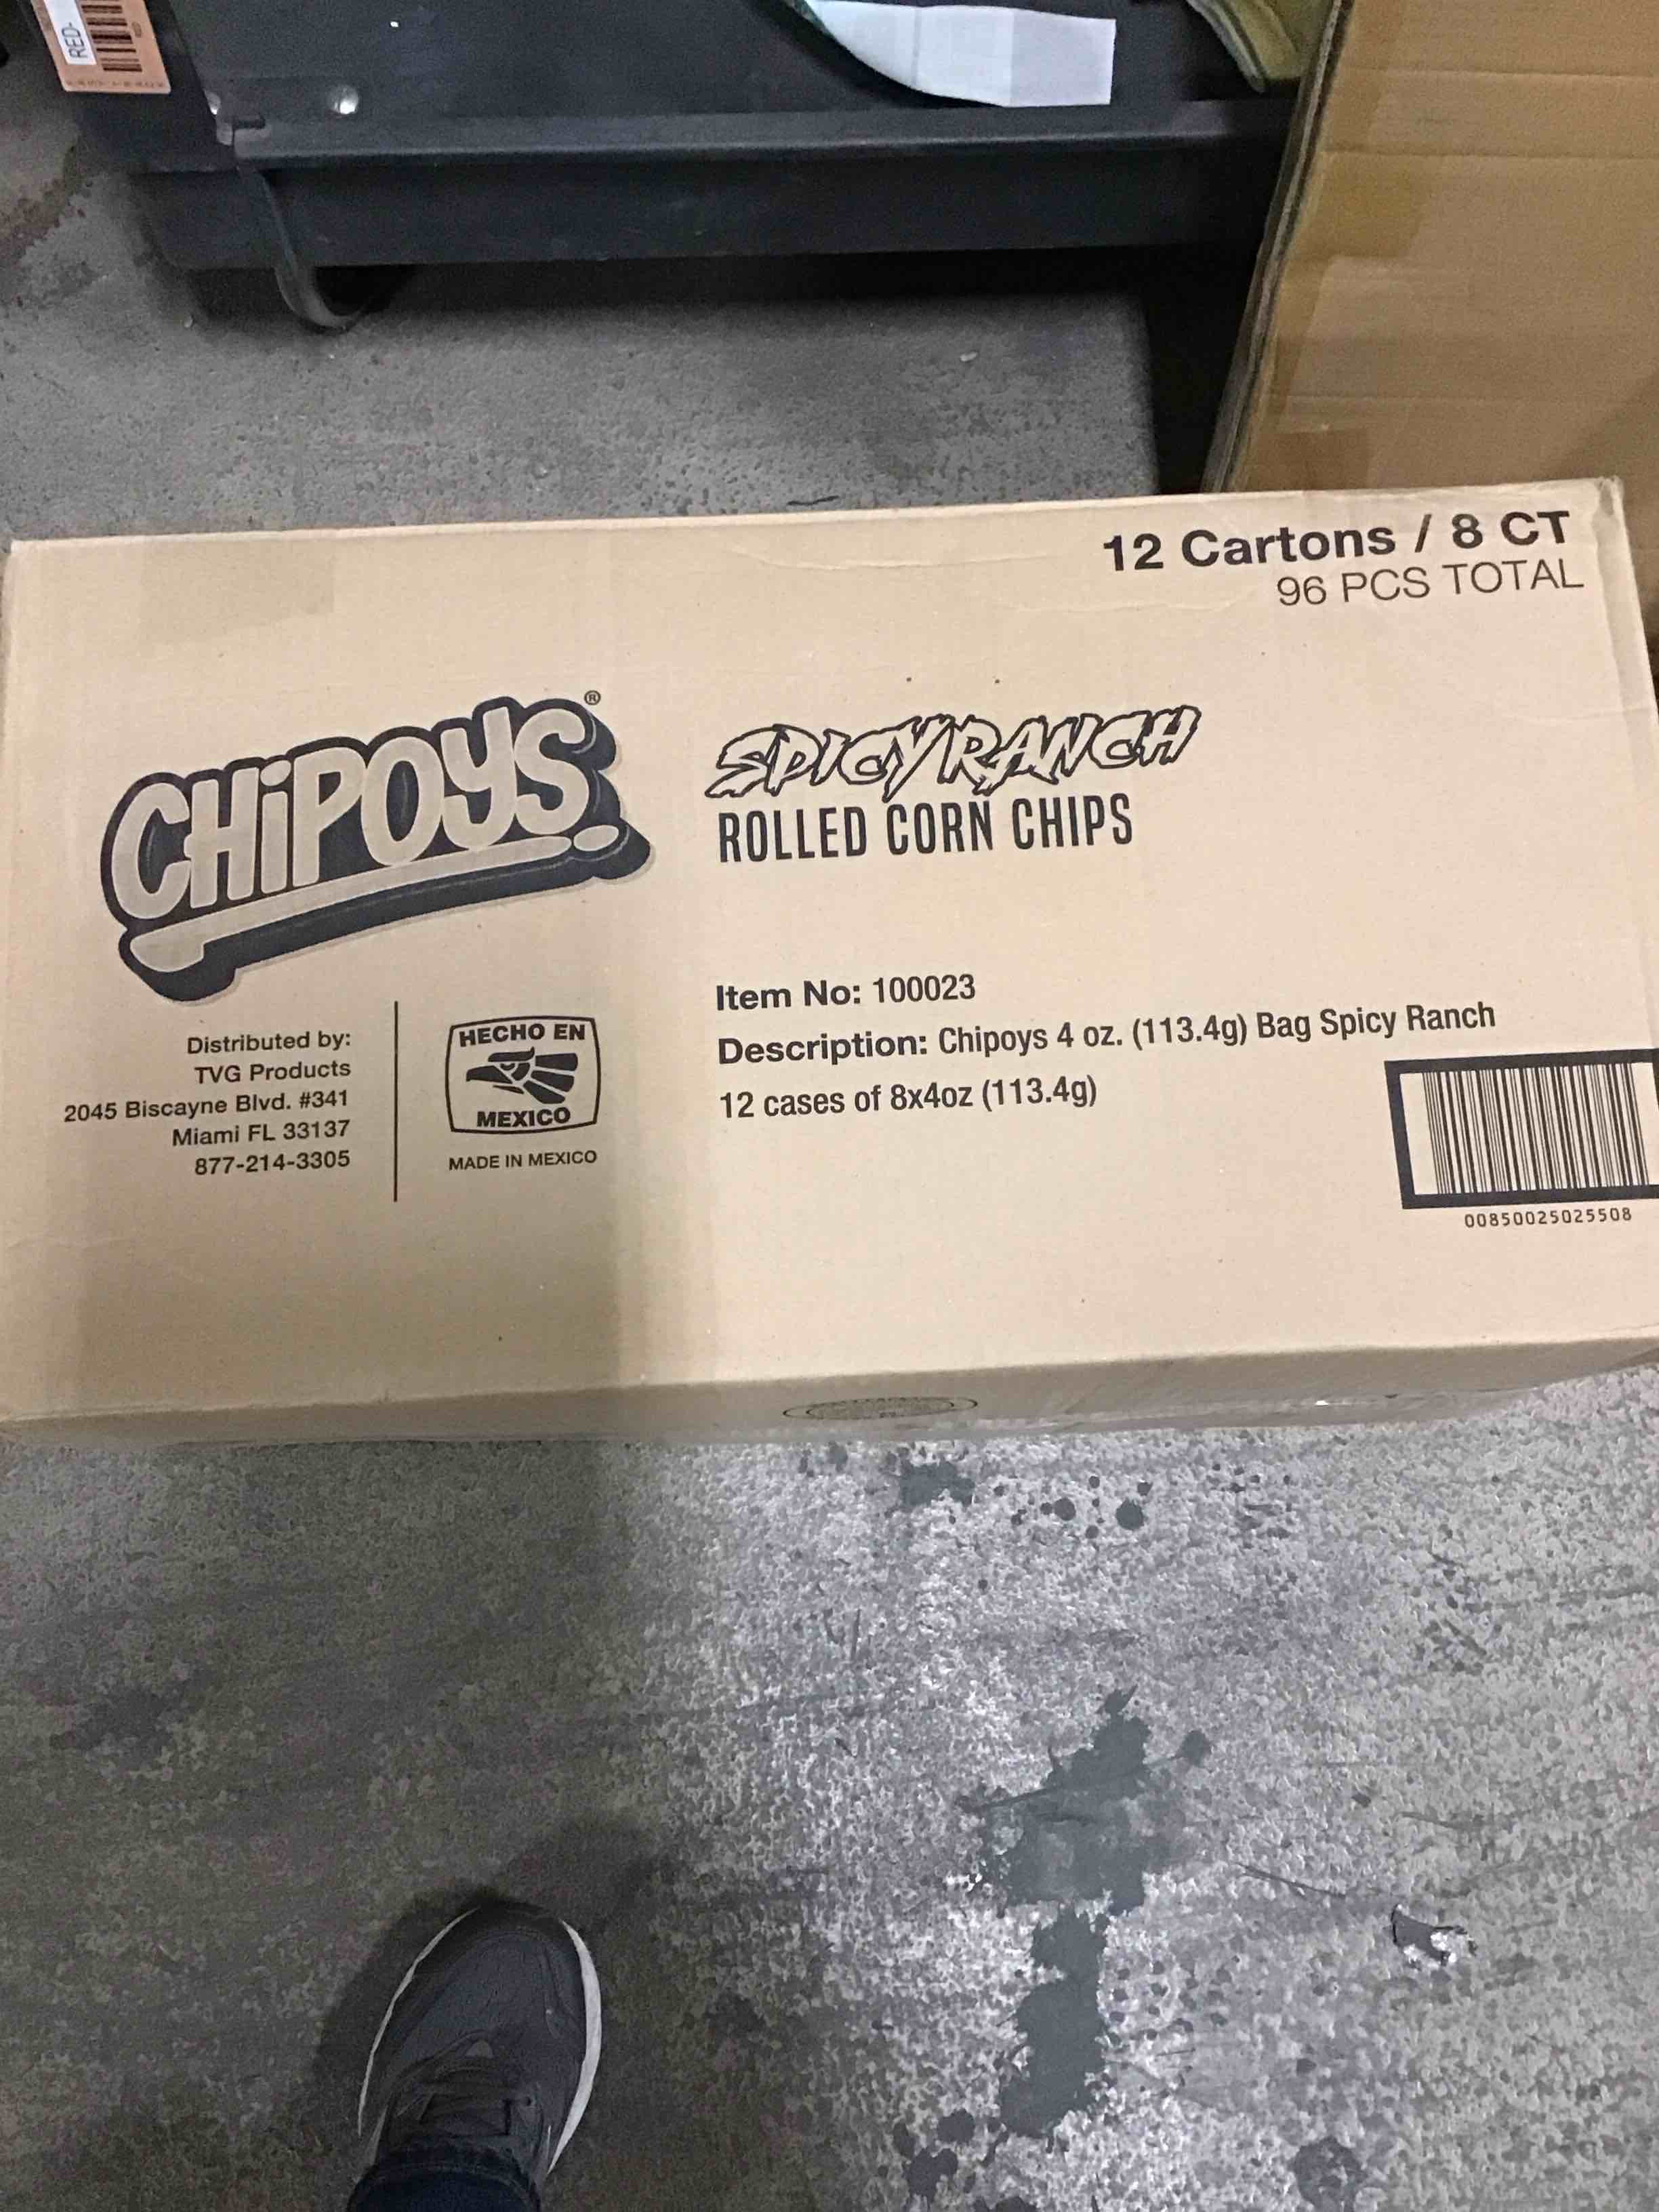 RED-
12 Cartons / 8 CT
96 PCS TOTAL
CHiPOYS®
SPICY RANCH
ROLLED CORN CHIPS
Item No: 100023
Description: Chipoys 4 oz. (113.4g) Bag Spicy Ranch
12 cases of 8x4oz (113.4g)
Distributed by:
TVG Products
2045 Biscayne Blvd. #341
Miami FL 33137
877-214-3305
HECHO EN
MEXICO
MADE IN MEXICO
00850025025508